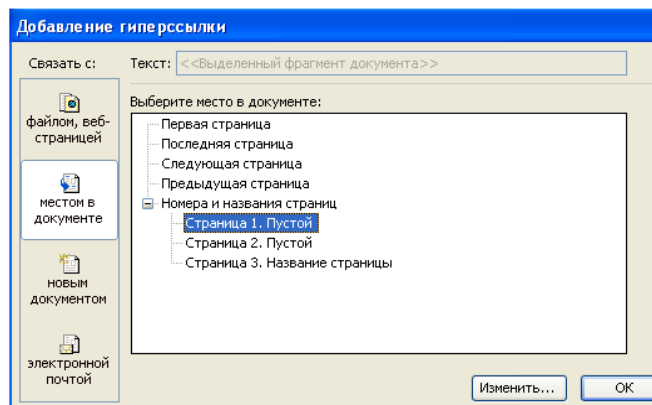 Добавление гиперссылки
Связать с:
Текст: <<Выделенный фрагмент документа>>
файлом, веб-
страницей
местом в
документе
новым
документом
электронной
почтой
Выберите место в документе:
Первая страница
Последняя страница
Следующая страница
Предыдущая страница
Номера и названия страниц
Страница 1. Пустой
Страница 2. Пустой
Страница 3. Название страницы
Изменить...
ОК